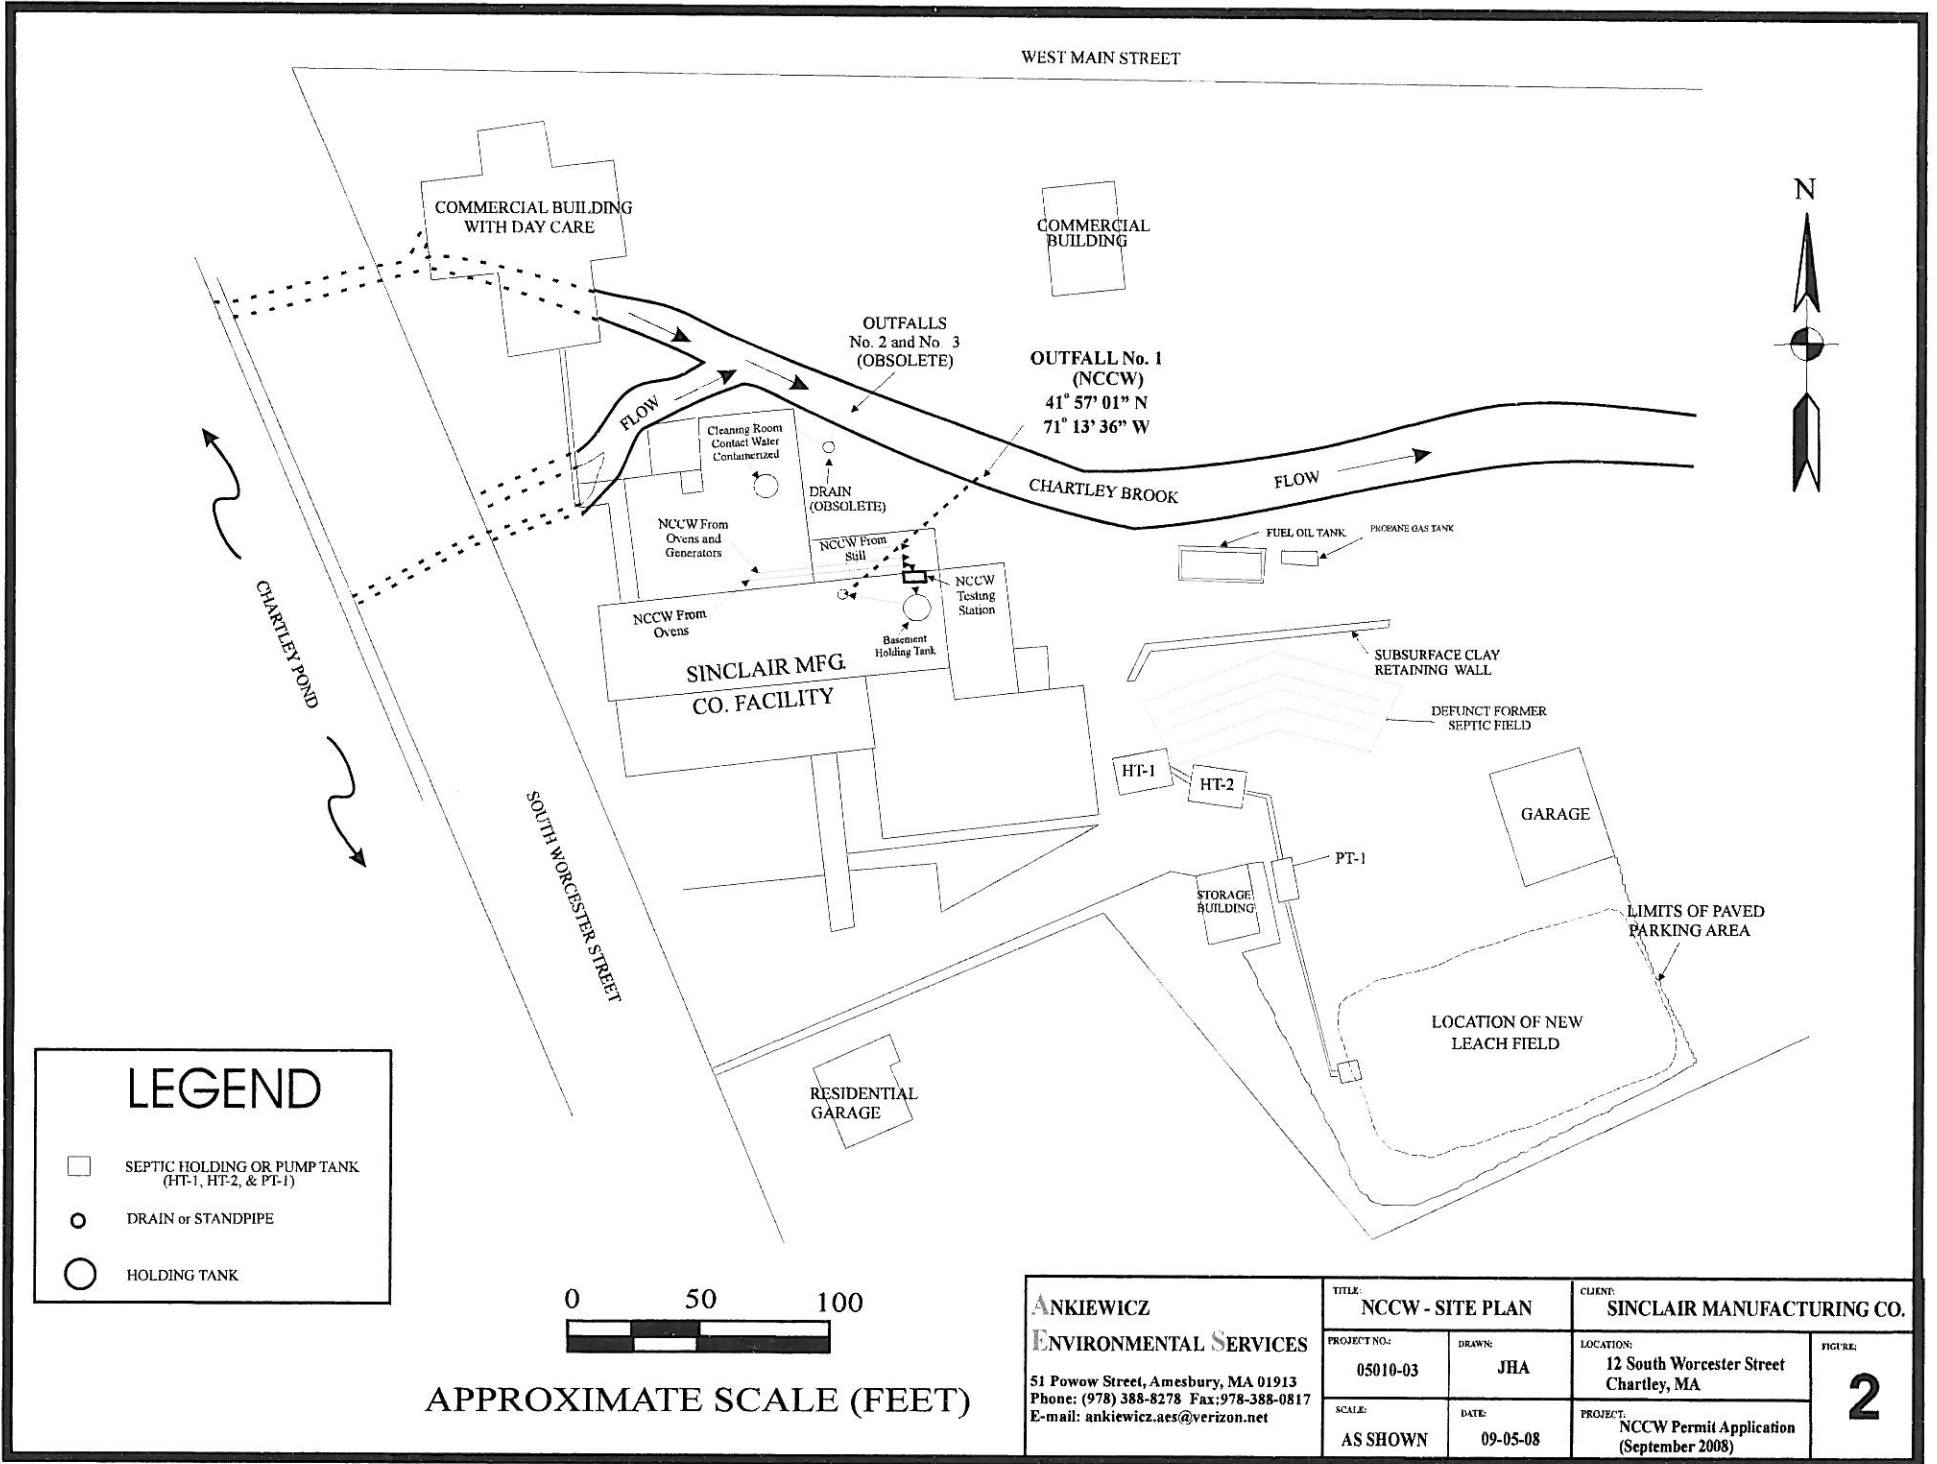 WEST MAIN STREET
N
COMMERCIAL BUILDING
WITH DAY CARE
COMMERCIAL
BUILDING
OUTFALLS
No. 2 and No. 3
(OBSOLETE)
OUTFALL No. 1
(NCCW)
41° 57' 01" N
71° 13' 36" W
FLOW
Cleaning Room
Contact Water
Containerized
DRAIN
(OBSOLETE)
CHARTLEY BROOK
FLOW
NCCW From
Ovens and
Generators
NCCW From
Still
FUEL OIL TANK
PROPANE GAS TANK
NCCW
Testing
Station
NCCW From
Ovens
Basement
Holding Tank
CHARTLEY POND
SINCLAIR MFG.
CO. FACILITY
SUBSURFACE CLAY
RETAINING WALL
DEFUNCT FORMER
SEPTIC FIELD
HT-1
HT-2
GARAGE
SOUTH WORCESTER STREET
PT-1
STORAGE
BUILDING
LIMITS OF PAVED
PARKING AREA
LOCATION OF NEW
LEACH FIELD
RESIDENTIAL
GARAGE
LEGEND
SEPTIC HOLDING OR PUMP TANK
(HT-1, HT-2, & PT-1)
DRAIN or STANDPIPE
HOLDING TANK
0 50 100
APPROXIMATE SCALE (FEET)
ANKIEWICZ
ENVIRONMENTAL SERVICES
51 Powow Street, Amesbury, MA 01913
Phone: (978) 388-8278 Fax:978-388-0817
E-mail: ankiewicz.aes@verizon.net
TITLE:
NCCW - SITE PLAN
CLIENT:
SINCLAIR MANUFACTURING CO.
PROJECT NO.:
05010-03
DRAWN:
JHA
LOCATION:
12 South Worcester Street
Chartley, MA
FIGURE:
2
SCALE:
AS SHOWN
DATE:
09-05-08
PROJECT:
NCCW Permit Application
(September 2008)